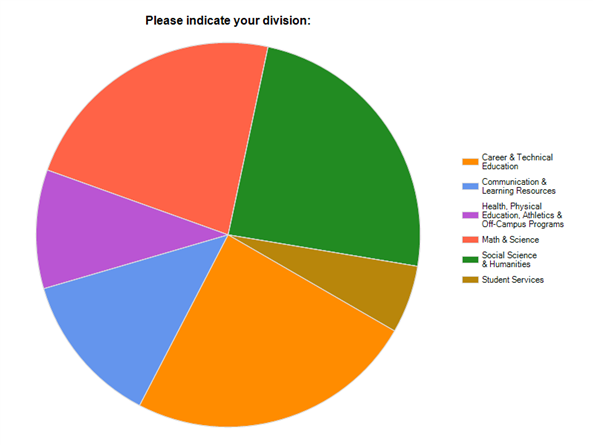 Please indicate your division:
Career & Technical
Education
Communication &
Learning Resources
Health, Physical
Education, Athletics &
Off-Campus Programs
Math & Science
Social Science
& Humanities
Student Services